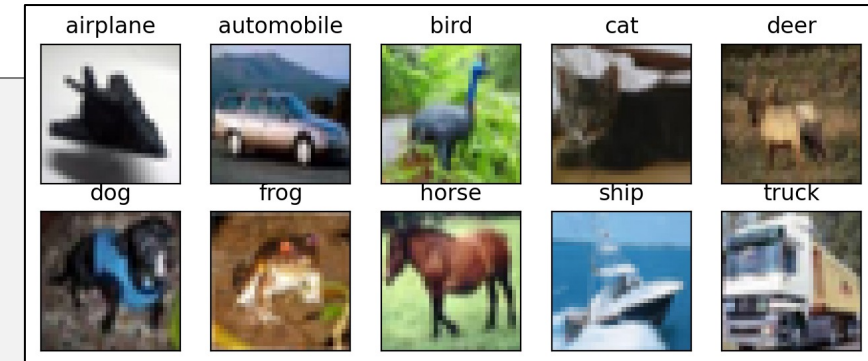 airplane automobile bird cat deer
dog frog horse ship truck